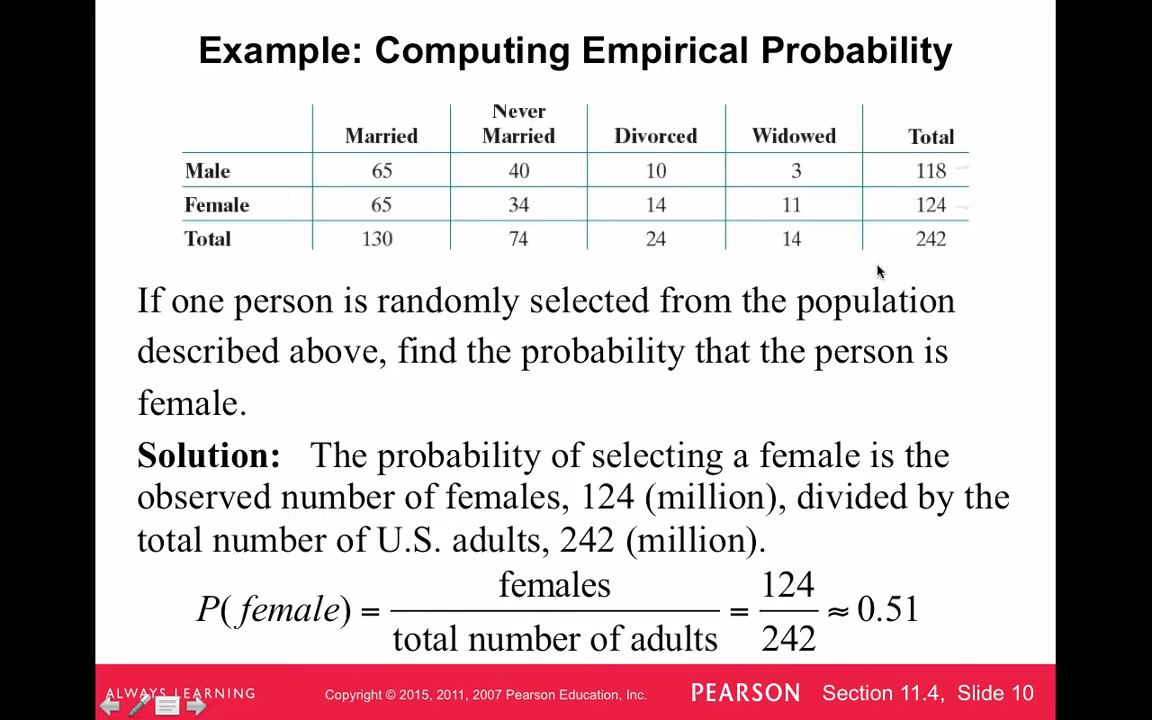 Example: Computing Empirical Probability
Married Never Married Divorced Widowed Total
Male 65 40 10 3 118
Female 65 34 14 11 124
Total 130 74 24 14 242
If one person is randomly selected from the population
described above, find the probability that the person is
female.
Solution: The probability of selecting a female is the
observed number of females, 124 (million), divided by the
total number of U.S. adults, 242 (million).
P(female) = females / total number of adults = 124 / 242 ≈ 0.51
ALWAYS LEARNING Copyright © 2015, 2011, 2007 Pearson Education, Inc. PEARSON Section 11.4, Slide 10